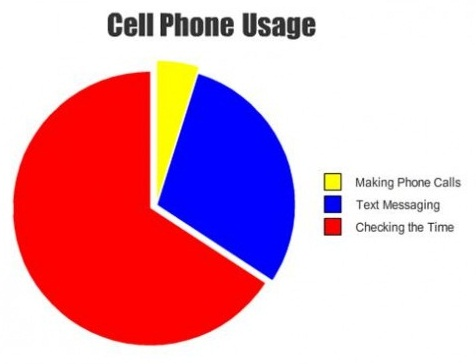 Cell Phone Usage
Making Phone Calls
Text Messaging
Checking the Time